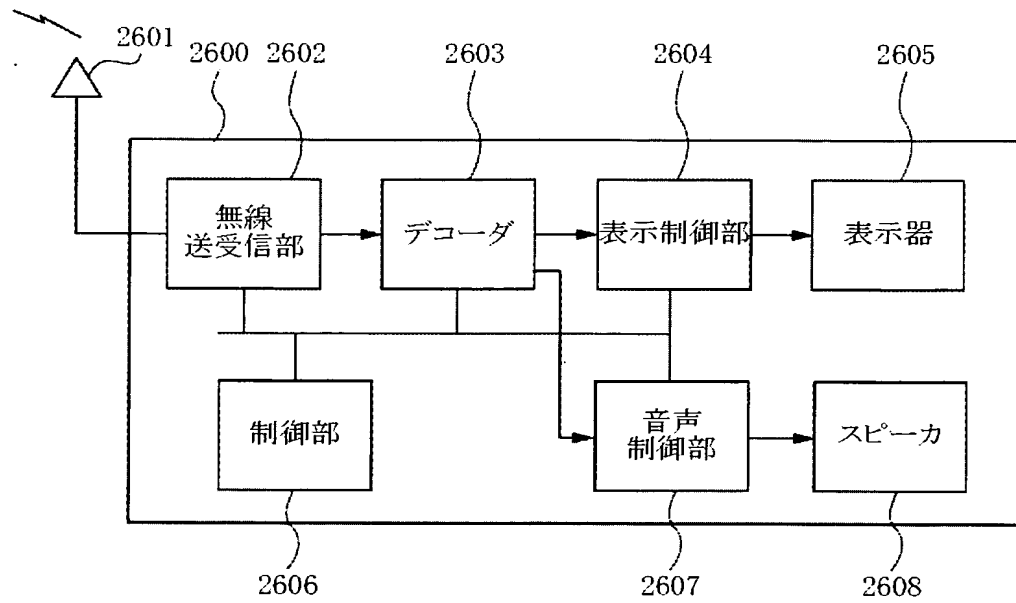 2601
2600
2602
2603
2604
2605
無線
送受信部
デコーダ
表示制御部
表示器
制御部
音声
制御部
スピーカ
2606
2607
2608